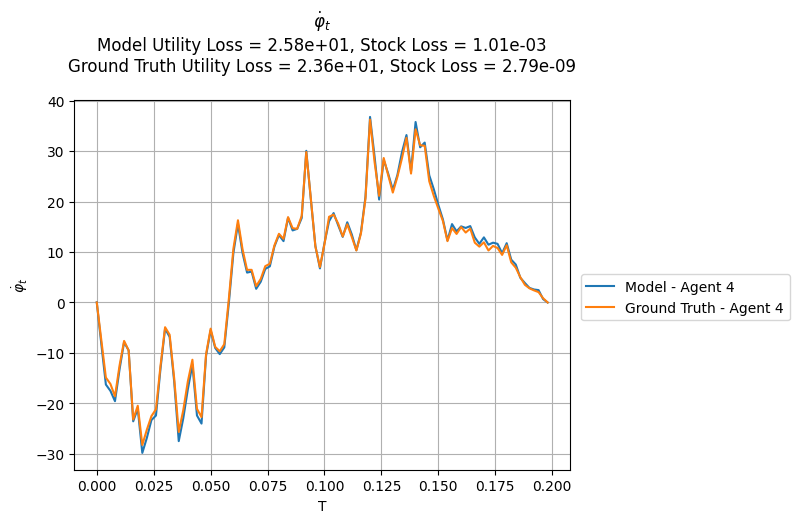 φ̇ₜ
Model Utility Loss = 2.58e+01, Stock Loss = 1.01e-03
Ground Truth Utility Loss = 2.36e+01, Stock Loss = 2.79e-09
40
30
20
10
0
−10
−20
−30
φ̇ₜ
0.000 0.025 0.050 0.075 0.100 0.125 0.150 0.175 0.200
T
Model - Agent 4
Ground Truth - Agent 4